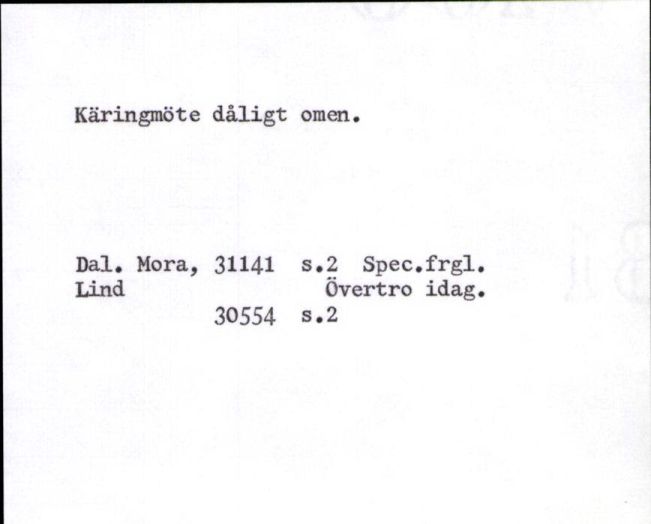 Käringmöte dåligt omen.
Dal. Mora, 31141 s.2 Spec.frgl.
Lind Övertro idag.
30554 s.2